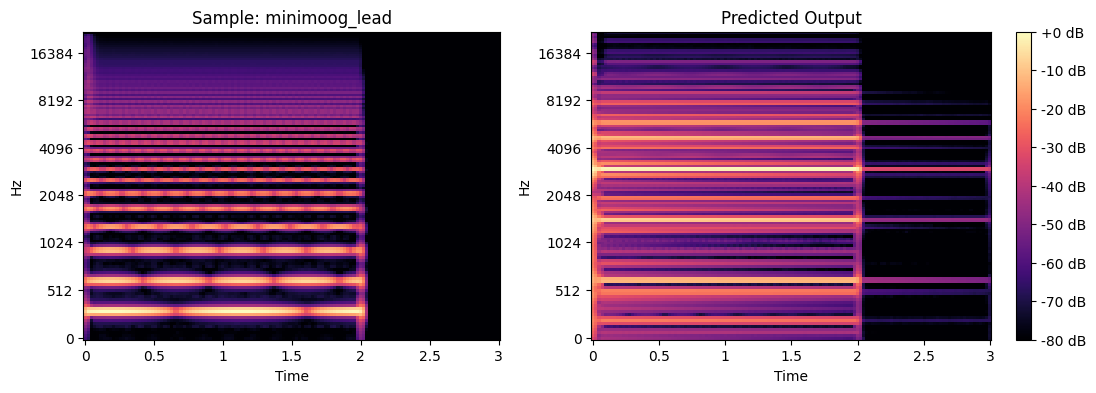 Sample: minimoog_lead
Predicted Output
16384
8192
4096
2048
1024
512
0
Hz
0
0.5
1
1.5
2
2.5
3
Time
16384
8192
4096
2048
1024
512
0
Hz
0
0.5
1
1.5
2
2.5
3
Time
+0 dB
-10 dB
-20 dB
-30 dB
-40 dB
-50 dB
-60 dB
-70 dB
-80 dB